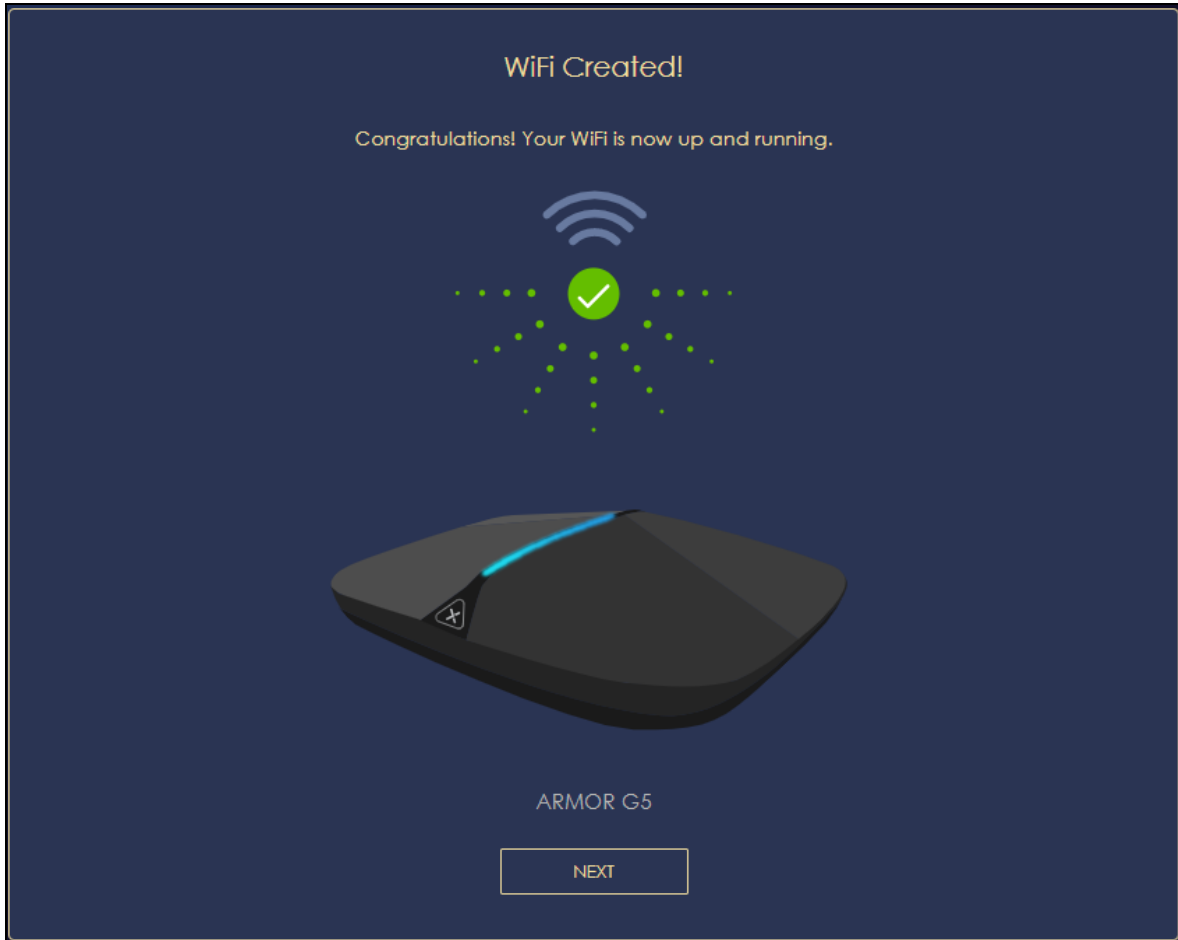 WiFi Created!
Congratulations! Your WiFi is now up and running.
ARMOR G5
NEXT